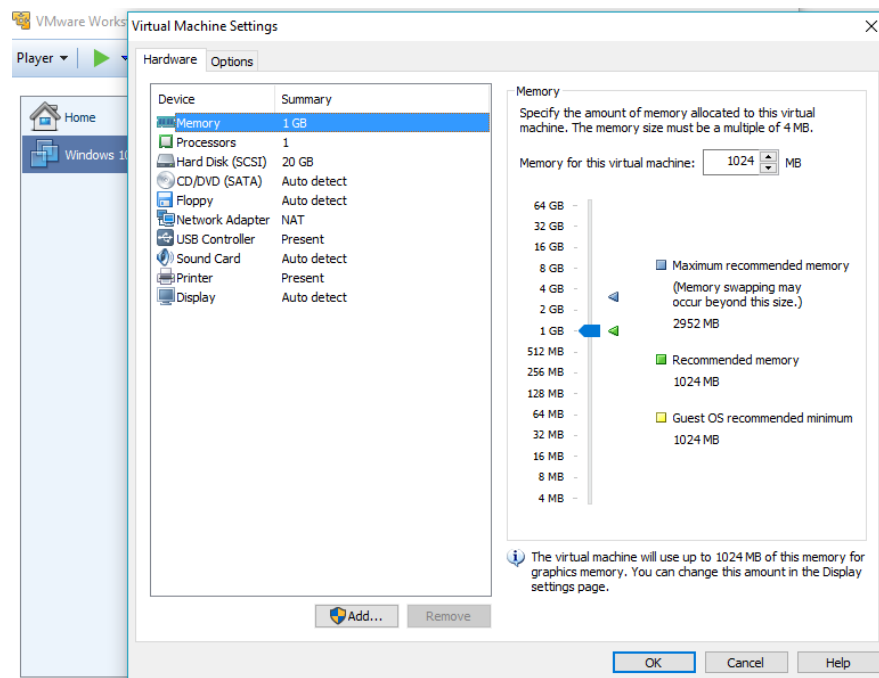 VMware Works
Virtual Machine Settings
Player
Home
Windows 10
Hardware Options
Device Summary
Memory 1 GB
Processors 1
Hard Disk (SCSI) 20 GB
CD/DVD (SATA) Auto detect
Floppy Auto detect
Network Adapter NAT
USB Controller Present
Sound Card Auto detect
Printer Present
Display Auto detect
Add...
Remove
Memory
Specify the amount of memory allocated to this virtual
machine. The memory size must be a multiple of 4 MB.
Memory for this virtual machine: 1024 MB
64 GB
32 GB
16 GB
8 GB
4 GB
2 GB
1 GB
512 MB
256 MB
128 MB
64 MB
32 MB
16 MB
8 MB
4 MB
Maximum recommended memory
(Memory swapping may
occur beyond this size.)
2952 MB
Recommended memory
1024 MB
Guest OS recommended minimum
1024 MB
The virtual machine will use up to 1024 MB of this memory for
graphics memory. You can change this amount in the Display
settings page.
OK
Cancel
Help